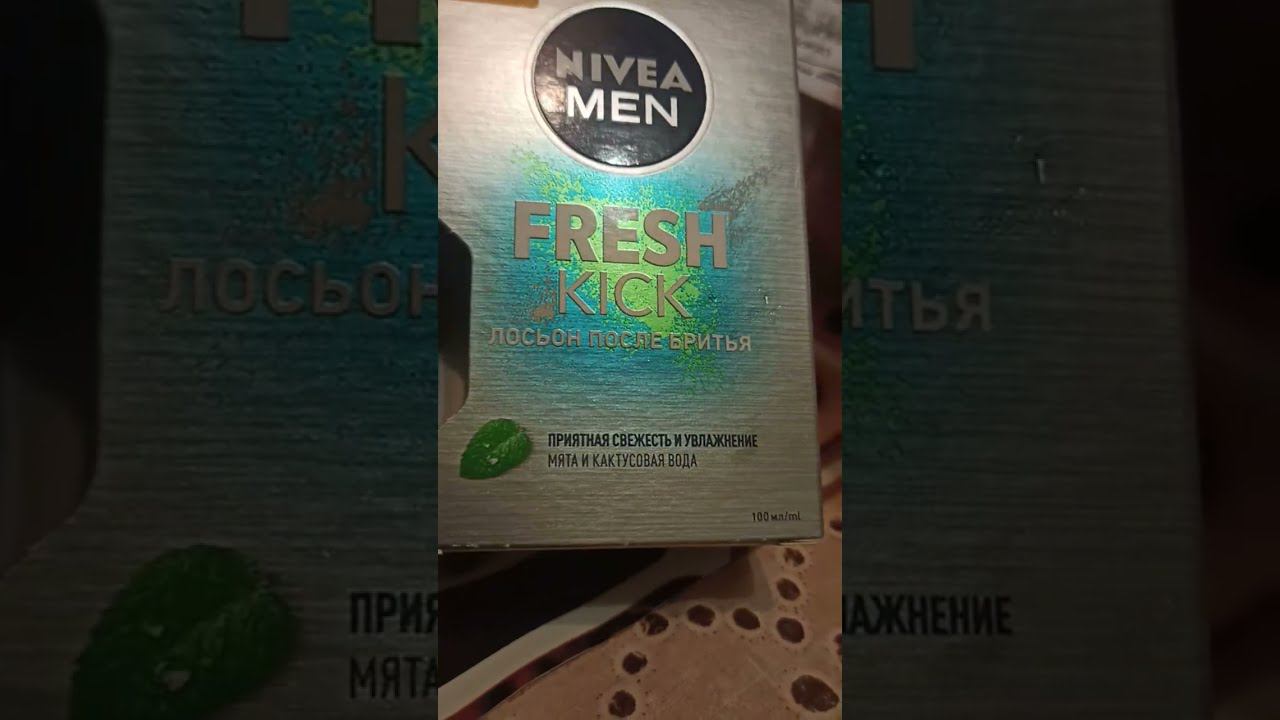 NIVEA
MEN
FRESH
KICK
ЛОСЬОН ПОСЛЕ БРИТЬЯ
ПРИЯТНАЯ СВЕЖЕСТЬ И УВЛАЖНЕНИЕ
МЯТА И КАКТУСОВАЯ ВОДА
100 мл/ml